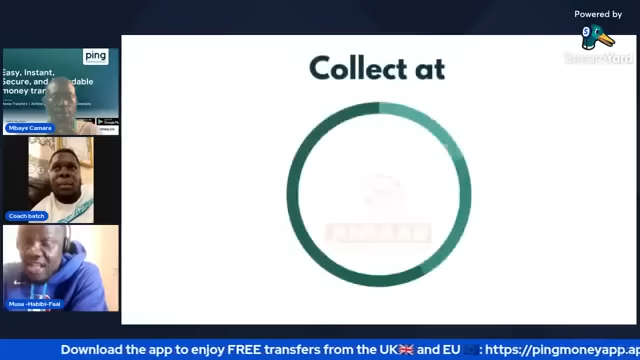 Powered by
StreamYard
ping
Easy, Instant,
Secure, and
money
Mbaye Camara
Coach batch
Musa -Habibi-Faal
Collect at
Download the app to enjoy FREE transfers from the UK🇬🇧 and EU 🇪🇺: https://pingmoneyapp.ap